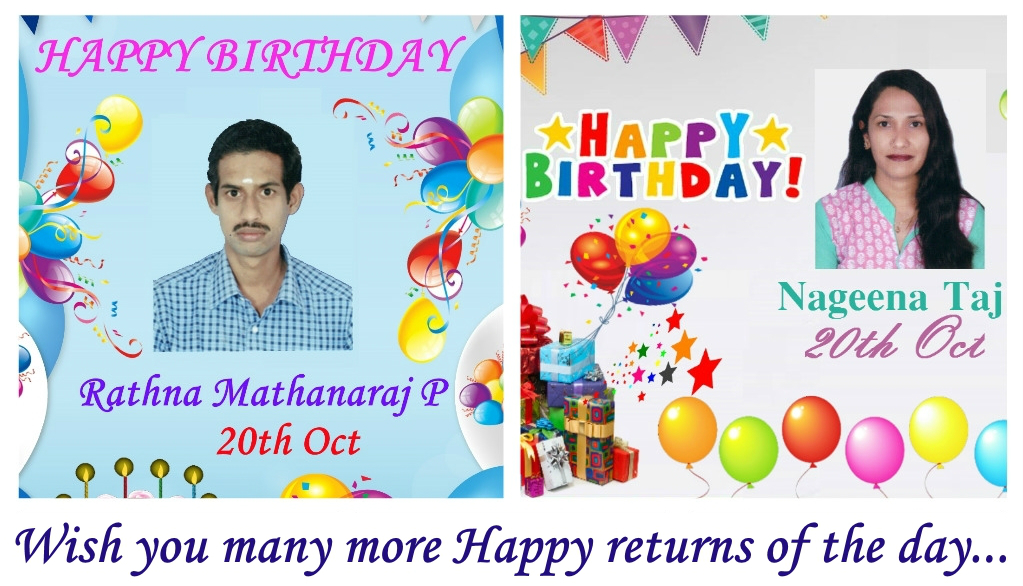 HAPPY BIRTHDAY
Rathna Mathanaraj P
20th Oct
HAPPY
BIRTHDAY!
Nageena Taj
20th Oct
Wish you many more Happy returns of the day...